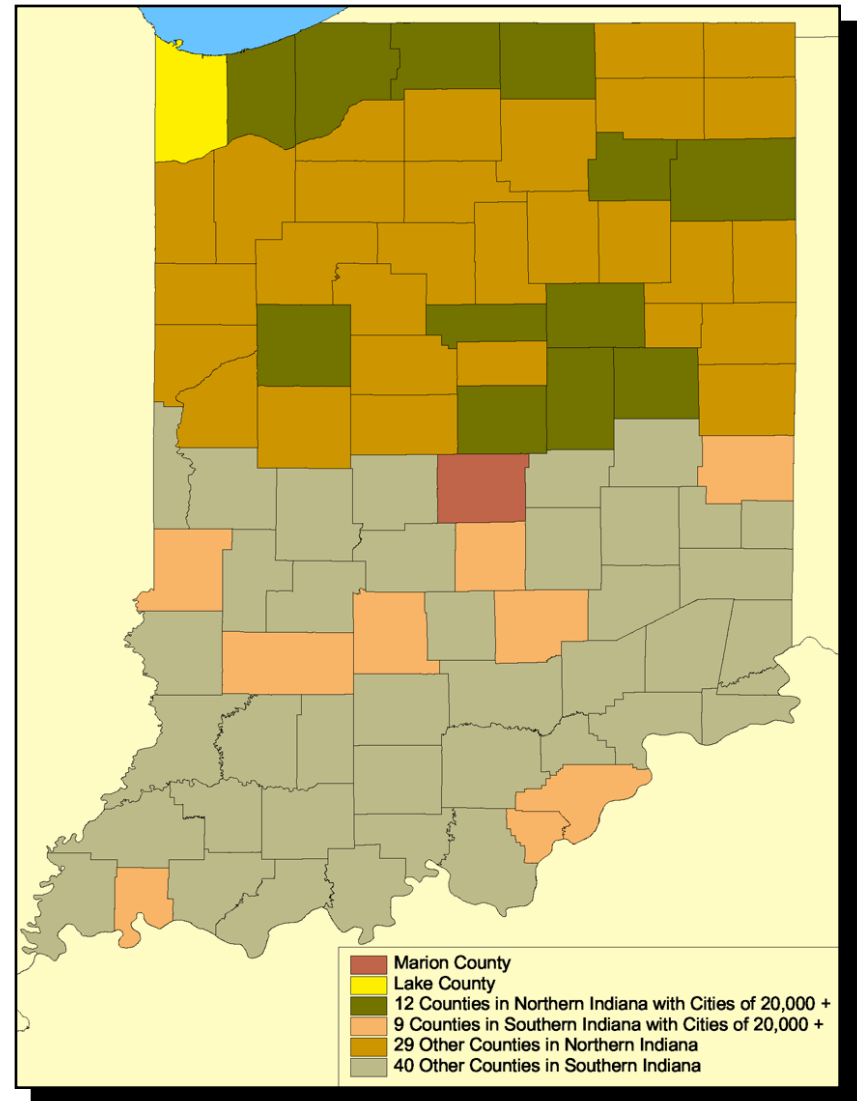 Marion County
Lake County
12 Counties in Northern Indiana with Cities of 20,000 +
9 Counties in Southern Indiana with Cities of 20,000 +
29 Other Counties in Northern Indiana
40 Other Counties in Southern Indiana